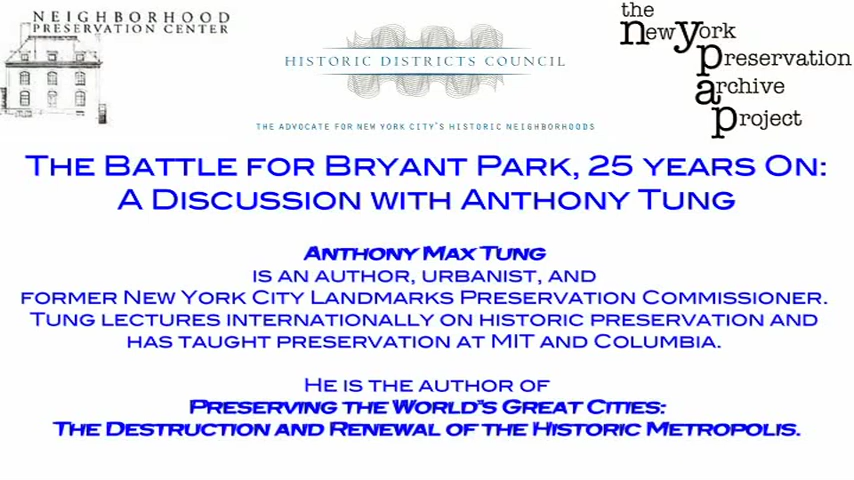 NEIGHBORHOOD
PRESERVATION CENTER
HISTORIC DISTRICTS COUNCIL
THE ADVOCATE FOR NEW YORK CITY'S HISTORIC NEIGHBORHOODS
the
new york
preservation
archive
project
THE BATTLE FOR BRYANT PARK, 25 YEARS ON:
A DISCUSSION WITH ANTHONY TUNG
ANTHONY MAX TUNG
IS AN AUTHOR, URBANIST, AND
FORMER NEW YORK CITY LANDMARKS PRESERVATION COMMISSIONER.
TUNG LECTURES INTERNATIONALLY ON HISTORIC PRESERVATION AND
HAS TAUGHT PRESERVATION AT MIT AND COLUMBIA.
HE IS THE AUTHOR OF
PRESERVING THE WORLD'S GREAT CITIES:
THE DESTRUCTION AND RENEWAL OF THE HISTORIC METROPOLIS.